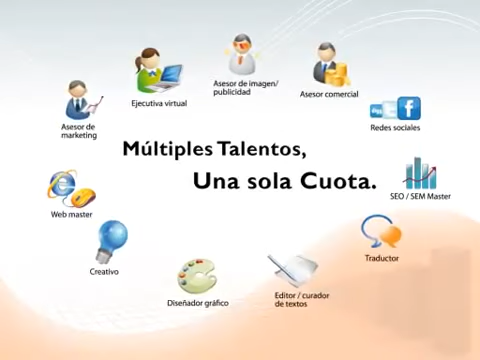 Asesor de imagen/
publicidad
Asesor comercial
Ejecutiva virtual
Asesor de
marketing
Redes sociales
Múltiples Talentos,
Una sola Cuota.
SEO / SEM Master
Web master
Traductor
Creativo
Diseñador gráfico
Editor / curador
de textos